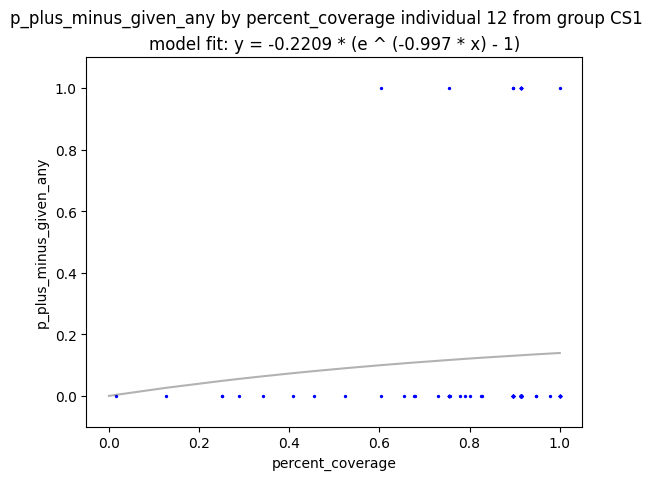 p_plus_minus_given_any by percent_coverage individual 12 from group CS1
model fit: y = -0.2209 * (e ^ (-0.997 * x) - 1)
1.0
0.8
0.6
0.4
0.2
0.0
p_plus_minus_given_any
0.0 0.2 0.4 0.6 0.8 1.0
percent_coverage